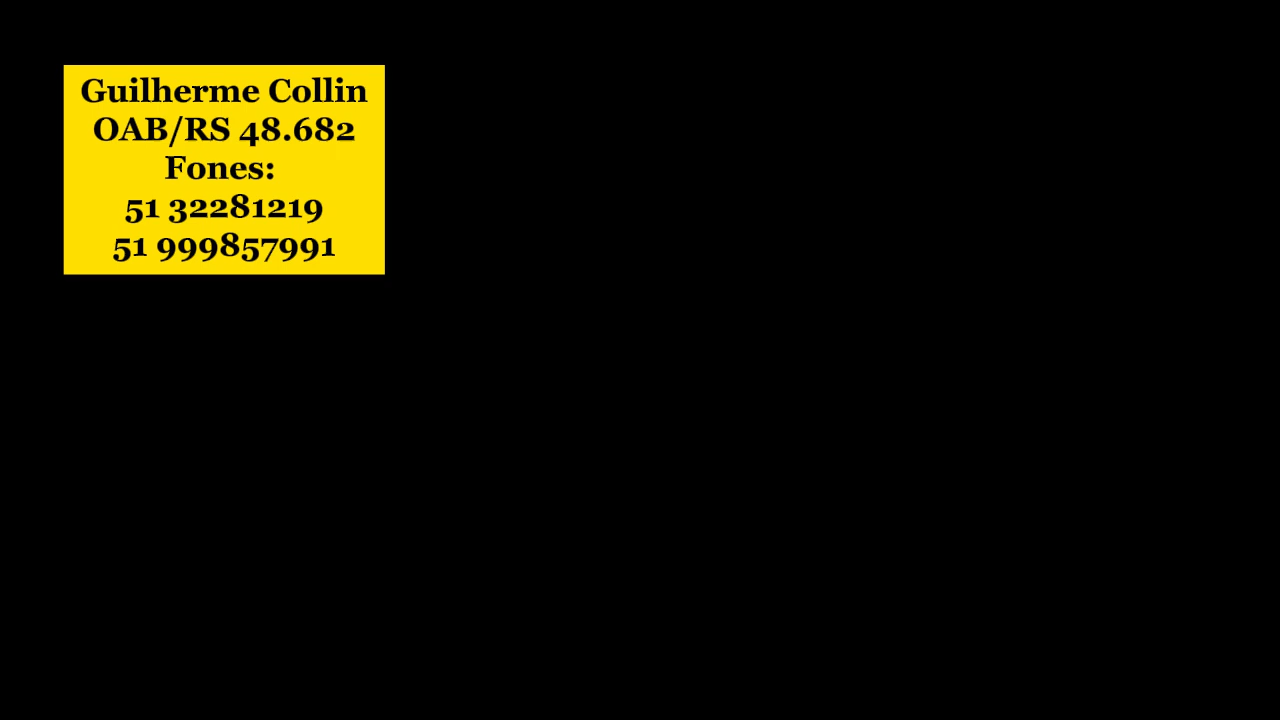 Guilherme Collin
OAB/RS 48.682
Fones:
51 32281219
51 999857991